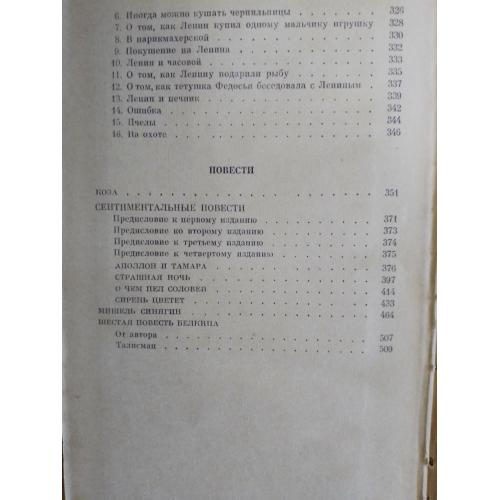 6. Иногда можно кушать чернильницы 326
7. О том, как Ленин купил одному мальчику игрушку 328
8. В парикмахерской 330
9. Покушение на Ленина 332
10. Ленин и часовой 333
11. О том, как Ленину подарили рыбу 335
12. О том, как тетушка Федосья беседовала с Лениным 337
13. Ленин и печник 339
14. Ошибка 342
15. Пчелы 344
16. На охоте 346
ПОВЕСТИ
КОЗА 351
СЕНТИМЕНТАЛЬНЫЕ ПОВЕСТИ
Предисловие к первому изданию 371
Предисловие ко второму изданию 373
Предисловие к третьему изданию 374
Предисловие к четвертому изданию 375
АПОЛЛОН И ТАМАРА 376
СТРАШНАЯ НОЧЬ 397
О ЧЕМ ПЕЛ СОЛОВЕЙ 414
СИРЕНЬ ЦВЕТЕТ 433
МИШЕЛЬ СИНЯГИН 464
ШЕСТАЯ ПОВЕСТЬ БЕЛКИНА
От автора 507
Талисман 509